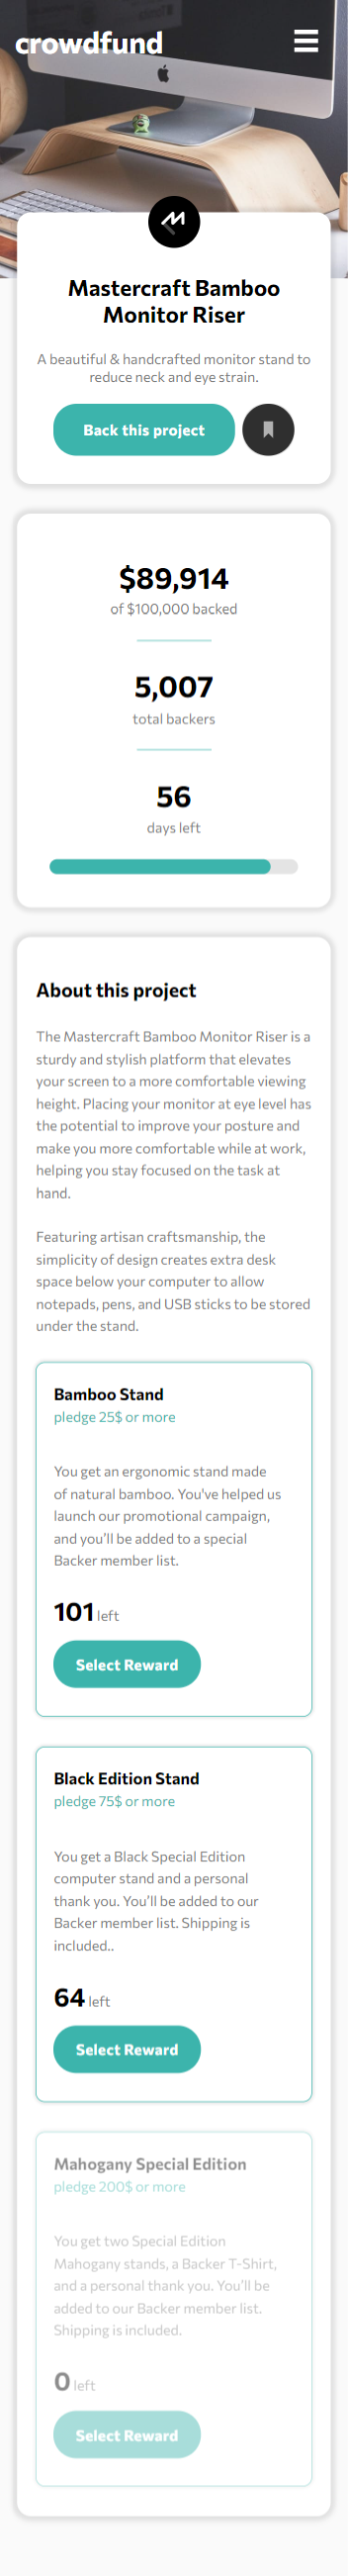 crowdfund
Mastercraft Bamboo
Monitor Riser
A beautiful & handcrafted monitor stand to
reduce neck and eye strain.
Back this project
$89,914
of $100,000 backed
5,007
total backers
56
days left
About this project
The Mastercraft Bamboo Monitor Riser is a
sturdy and stylish platform that elevates
your screen to a more comfortable viewing
height. Placing your monitor at eye level has
the potential to improve your posture and
make you more comfortable while at work,
helping you stay focused on the task at
hand.
Featuring artisan craftsmanship, the
simplicity of design creates extra desk
space below your computer to allow
notepads, pens, and USB sticks to be stored
under the stand.
Bamboo Stand
pledge 25$ or more
You get an ergonomic stand made
of natural bamboo. You've helped us
launch our promotional campaign,
and you’ll be added to a special
Backer member list.
101 left
Select Reward
Black Edition Stand
pledge 75$ or more
You get a Black Special Edition
computer stand and a personal
thank you. You’ll be added to our
Backer member list. Shipping is
included..
64 left
Select Reward
Mahogany Special Edition
pledge 200$ or more
You get two Special Edition
Mahogany stands, a Backer T-Shirt,
and a personal thank you. You’ll be
added to our Backer member list.
Shipping is included.
0 left
Select Reward